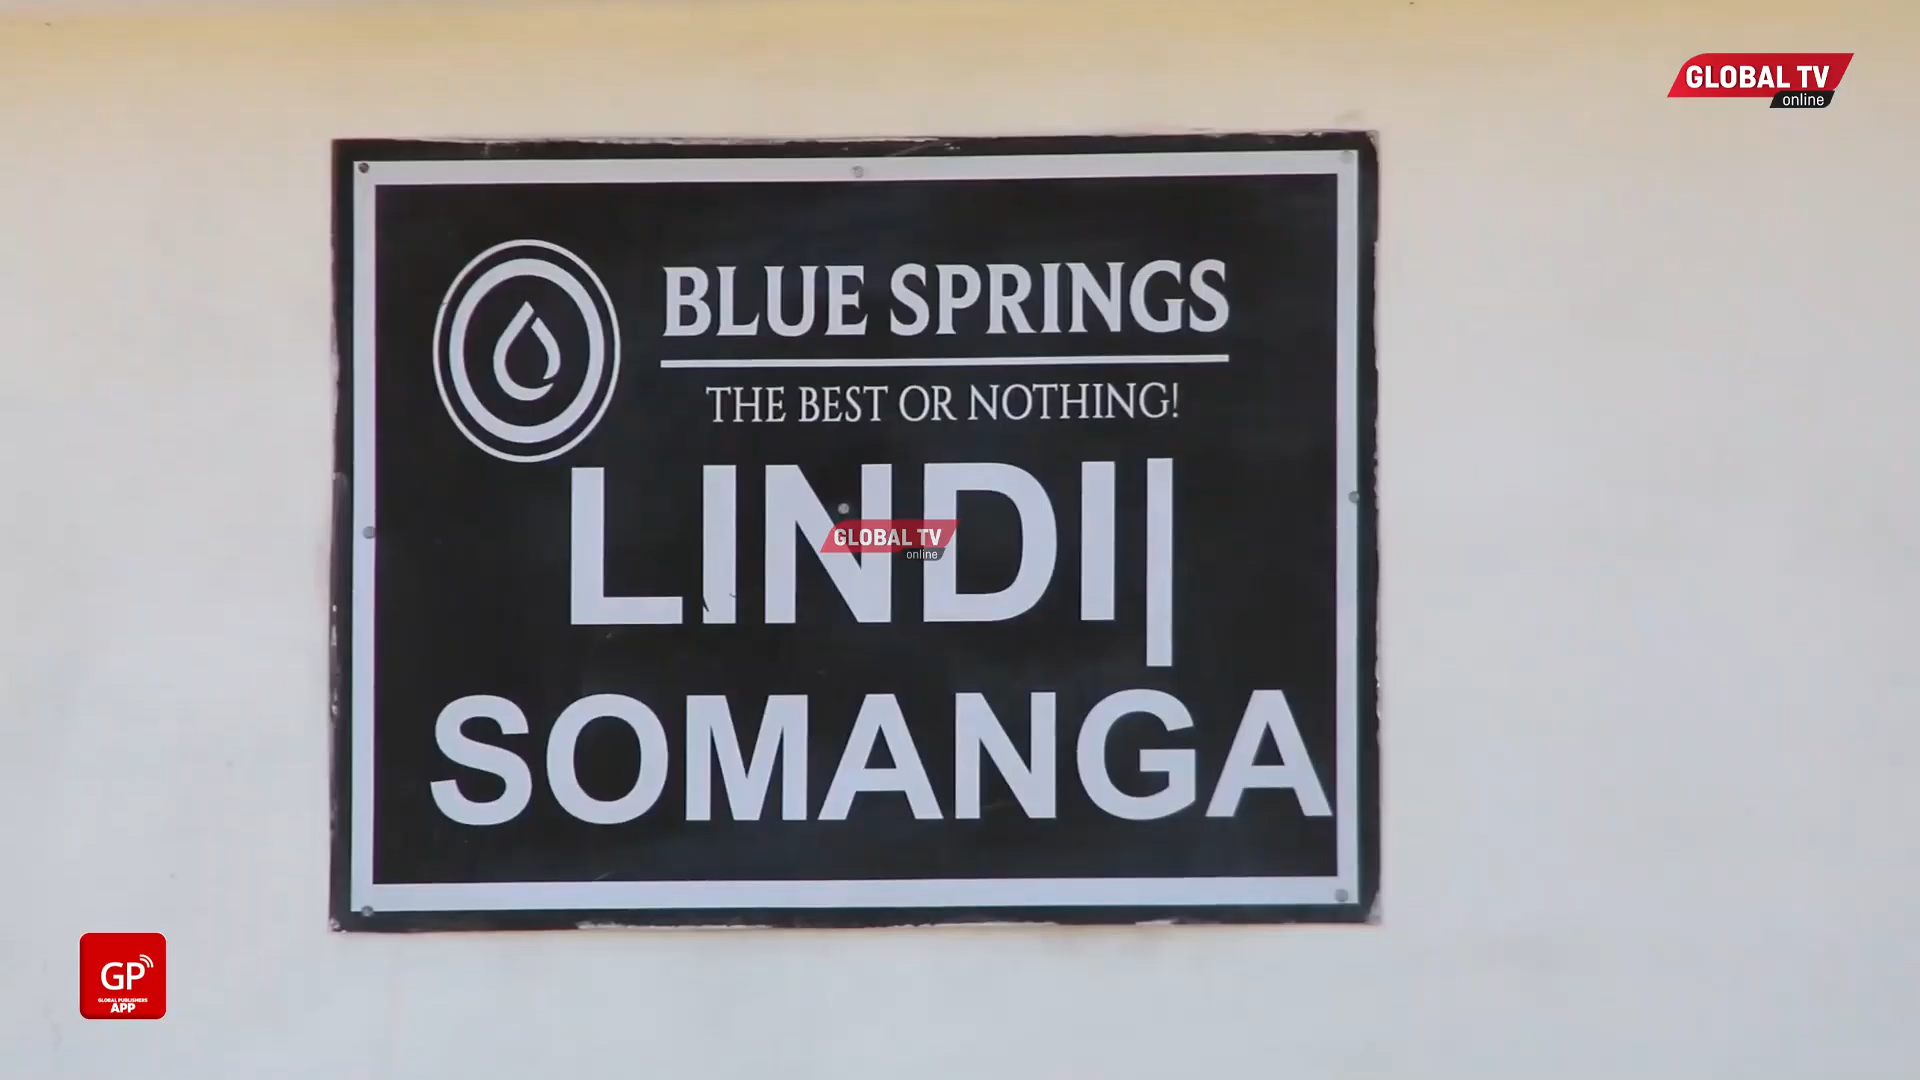 GLOBAL TV
online
BLUE SPRINGS
THE BEST OR NOTHING!
LINDI|
GLOBAL TV
online
SOMANGA
GP
GLOBAL PUBLISHERS
APP